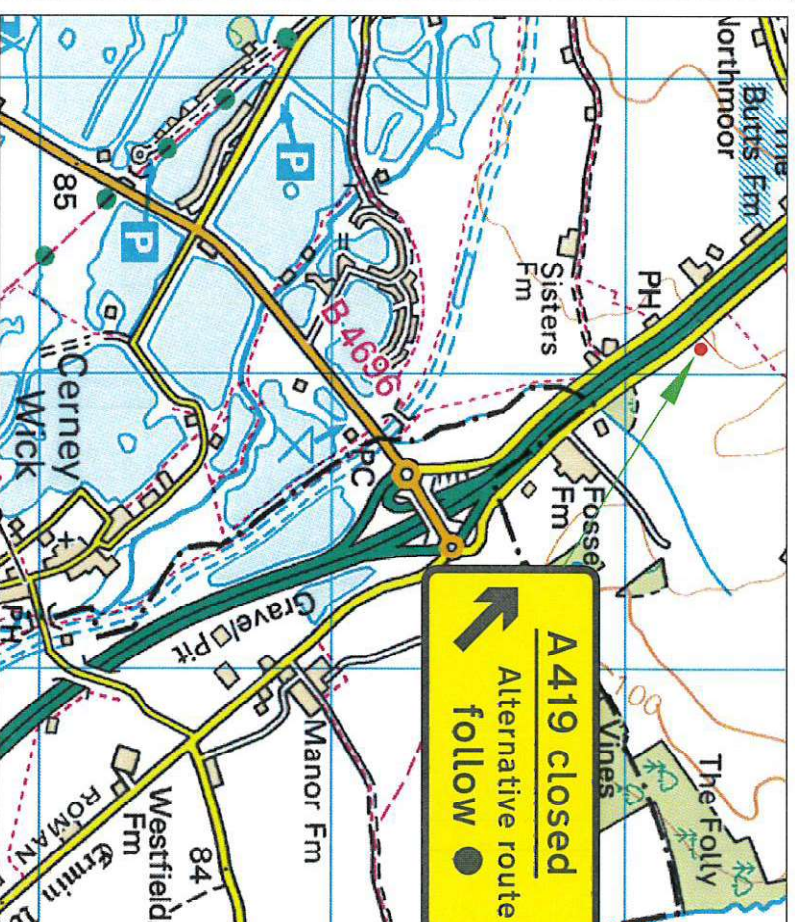 Northmoor
Butts Fm
PH
Sisters
Fm
P
P
85
B 4696
Cerney
Wick
PC
Fosse
Fm
Gravel Pit
PH
100
Vines
The Folly
Manor Fm
A419 closed
Alternative route
follow
Westfield
Fm
84
ROMAN
Ermin